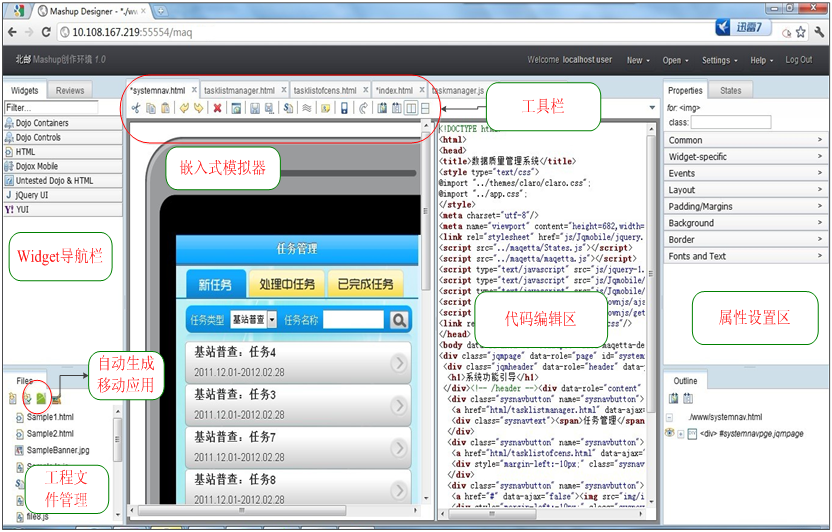 Mashup Designer - *./ww
10.108.167.219:55554/maq
迅雷7
北邮 Mashup创作环境 1.0
Welcome localhost user
New
Open
Settings
Help
Log Out
Widgets
Reviews
Filter...
Dojo Containers
Dojo Controls
HTML
Dojox Mobile
Untested Dojo & HTML
jQuery UI
YUI
Widget导航栏
Files
自动生成
移动应用
Sample1.html
Sample2.html
SampleBanner.jpg
工程文
件管理
file8.js
*systemnav.html
tasklistmanager.html
tasklistofcens.html
*index.html
taskmanager.js
工具栏
嵌入式模拟器
任务管理
新任务
处理中任务
已完成任务
任务类型
基站普查
任务名称
基站普查：任务4
2011.12.01-2012.02.28
基站普查：任务3
2011.12.01-2012.02.28
基站普查：任务7
2011.12.01-2012.02.28
基站普查：任务8
2011.12.01-2012.02.28
<!DOCTYPE htm
<html>
<head>
<title>数据质量管理系统</title>
<style type="text/css">
@import "../themes/claro/claro.css";
@import "../app.css";
</style>
<meta charset="utf-8"/>
<meta name="viewport" content="height=682,width=
<link rel="stylesheet" href="js/Jqmobile/jquery.
<script src="../maqetta/States.js"></script>
<script src="../maqetta/maqetta.js"></script>
<script type="text/javascript" src="js/jquery-1.
<script type="text/javascript" src="js/Jqmobile/
<script type="text/javascript" src="js/Jqmobile/
<script
ownjs/ajs
<script
ownjs/get
<link re
css"/>
</head>
<body da
maqetta-de
代码编辑区
<div class="jqmpage" data-role="page" id="system
<div class="jqmheader" data-role="header" data-
<h1>系统功能引导</h1>
</div><!-- /header --><div data-role="content"
<div class="sysnavbutton" name="sysnavbutton"
<a href="html/tasklistmanager.html" data-ajax=
<div class="sysnavtext"><span>任务管理</span>
</div>
<div class="sysnavbutton" name="sysnavbutton"
<a href="html/tasklistofcens.html" data-ajax="
<div style="margin-left:-10px;" class="sysnav
</div>
<div class="sysnavbutton" name="sysnavbutton"
<a href="#" data-ajax="false"><img src="img/i
Properties
States
for: <img>
class:
Common
Widget-specific
Events
Layout
Padding/Margins
Background
Border
Fonts and Text
属性设置区
Outline
./www/systemnav.html
<div> #systemnavpge.jqmpage